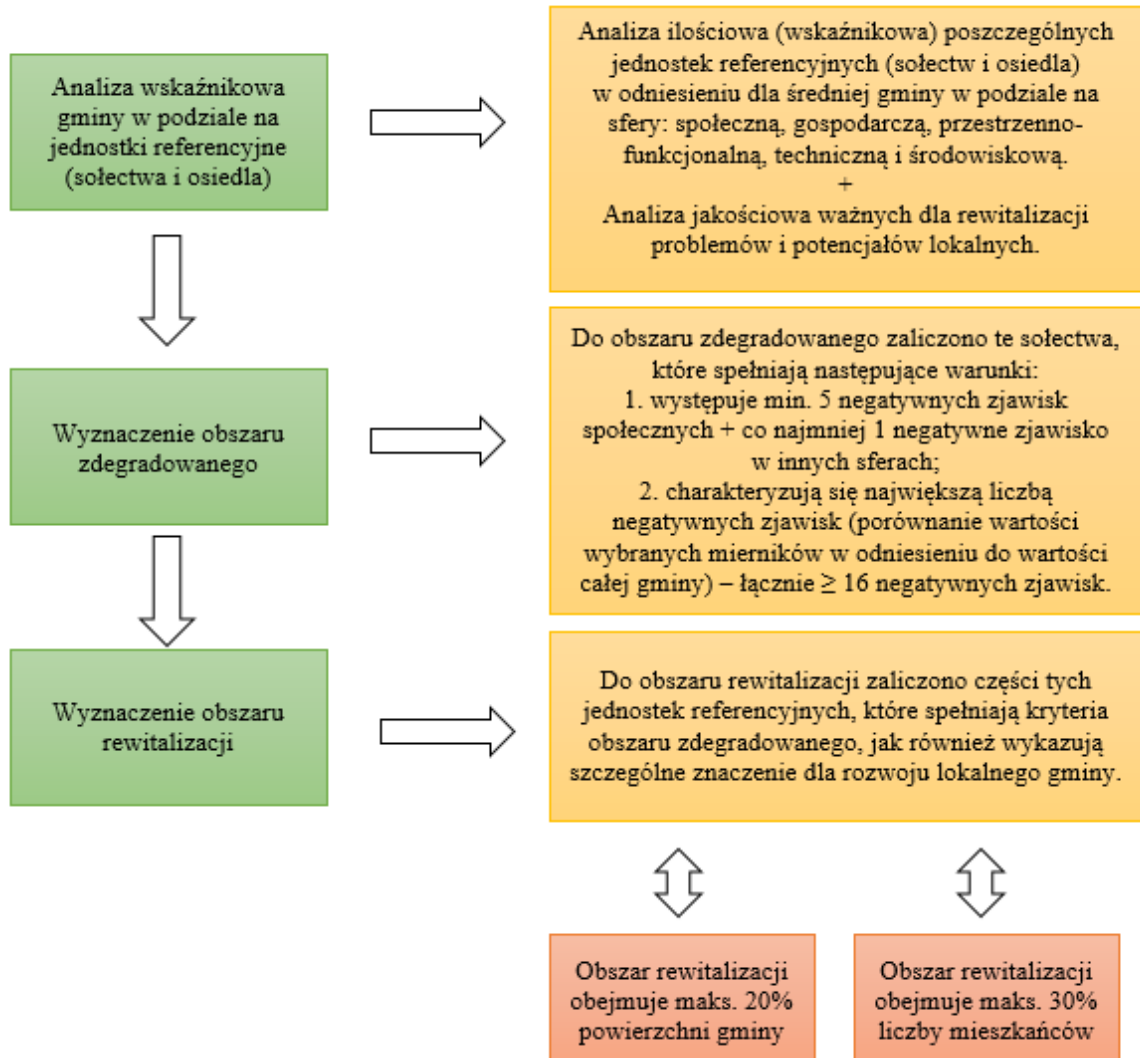 Analiza wskaźnikowa
gminy w podziale na
jednostki referencyjne
(sołectwa i osiedla)
Analiza ilościowa (wskaźnikowa) poszczególnych
jednostek referencyjnych (sołectw i osiedla)
w odniesieniu dla średniej gminy w podziale na
sfery: społeczną, gospodarczą, przestrzenno-
funkcjonalną, techniczną i środowiskową.
+
Analiza jakościowa ważnych dla rewitalizacji
problemów i potencjałów lokalnych.
Wyznaczenie obszaru
zdegradowanego
Do obszaru zdegradowanego zaliczono te sołectwa,
które spełniają następujące warunki:
1. występuje min. 5 negatywnych zjawisk
społecznych + co najmniej 1 negatywne zjawisko
w innych sferach;
2. charakteryzują się największą liczbą
negatywnych zjawisk (porównanie wartości
wybranych mierników w odniesieniu do wartości
całej gminy) – łącznie ≥ 16 negatywnych zjawisk.
Wyznaczenie obszaru
rewitalizacji
Do obszaru rewitalizacji zaliczono części tych
jednostek referencyjnych, które spełniają kryteria
obszaru zdegradowanego, jak również wykazują
szczególne znaczenie dla rozwoju lokalnego gminy.
Obszar rewitalizacji
obejmuje maks. 20%
powierzchni gminy
Obszar rewitalizacji
obejmuje maks. 30%
liczby mieszkańców